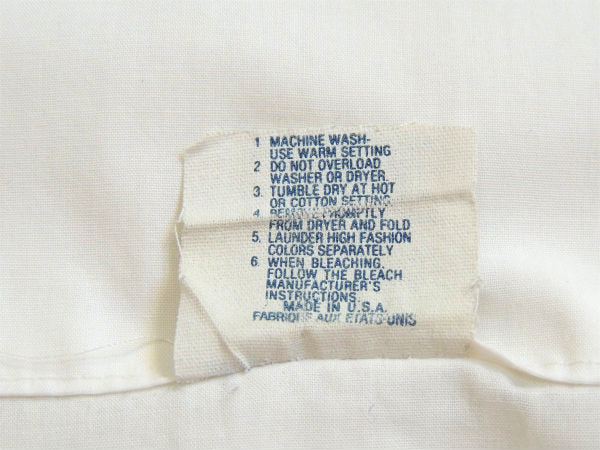 1 MACHINE WASH-
USE WARM SETTING
2. DO NOT OVERLOAD
WASHER OR DRYER.
3. TUMBLE DRY AT HOT
OR COTTON SETTING
4. REMOVE PROMPTLY
FROM DRYER AND FOLD
5. LAUNDER HIGH FASHION
COLORS SEPARATELY
6. WHEN BLEACHING,
FOLLOW THE BLEACH
MANUFACTURER'S
INSTRUCTIONS.
MADE IN U.S.A.
FABRIQUES AUX ETATS-UNIS